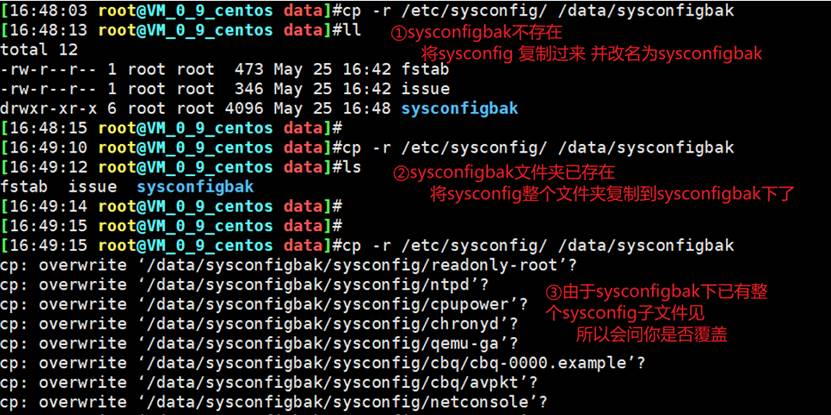 [16:48:03 root@VM_0_9_centos data]#cp -r /etc/sysconfig/ /data/sysconfigbak
[16:48:13 root@VM_0_9_centos data]#ll
①sysconfigbak不存在
total 12
将sysconfig 复制过来 并改名为sysconfigbak
-rw-r--r-- 1 root root  473 May 25 16:42 fstab
-rw-r--r-- 1 root root  346 May 25 16:42 issue
drwxr-xr-x 6 root root 4096 May 25 16:48 sysconfigbak
[16:48:15 root@VM_0_9_centos data]#
[16:49:10 root@VM_0_9_centos data]#cp -r /etc/sysconfig/ /data/sysconfigbak
[16:49:12 root@VM_0_9_centos data]#ls
②sysconfigbak文件夹已存在
fstab  issue  sysconfigbak
将sysconfig整个文件夹复制到sysconfigbak下了
[16:49:14 root@VM_0_9_centos data]#
[16:49:15 root@VM_0_9_centos data]#
[16:49:15 root@VM_0_9_centos data]#cp -r /etc/sysconfig/ /data/sysconfigbak
cp: overwrite ‘/data/sysconfigbak/sysconfig/readonly-root’?
cp: overwrite ‘/data/sysconfigbak/sysconfig/ntpd’?
cp: overwrite ‘/data/sysconfigbak/sysconfig/cpupower’?
cp: overwrite ‘/data/sysconfigbak/sysconfig/chronyd’?
cp: overwrite ‘/data/sysconfigbak/sysconfig/qemu-ga’?
③由于sysconfigbak下已有整
个sysconfig子文件见
所以会问你是否覆盖
cp: overwrite ‘/data/sysconfigbak/sysconfig/cbq/cbq-0000.example’?
cp: overwrite ‘/data/sysconfigbak/sysconfig/cbq/avpkt’?
cp: overwrite ‘/data/sysconfigbak/sysconfig/netconsole’?